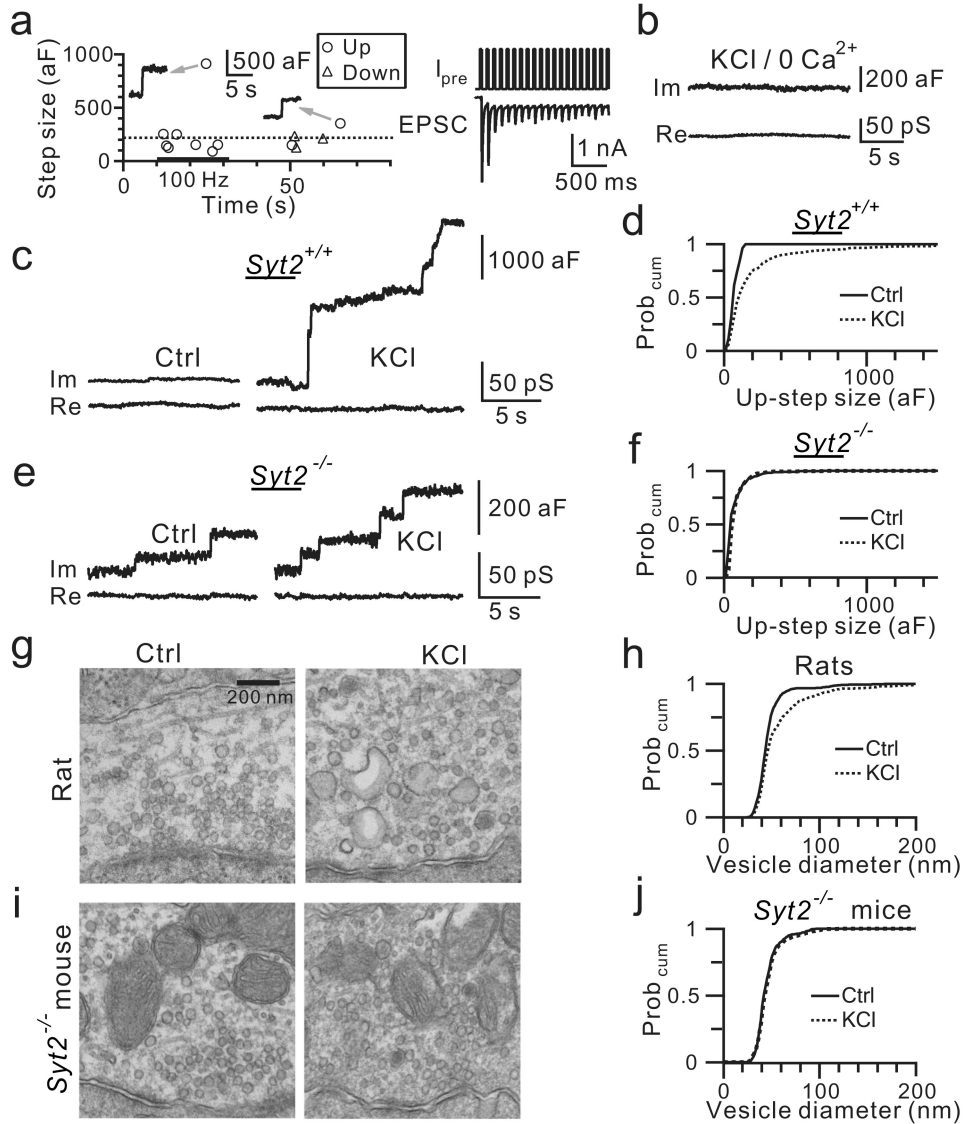 a
Step size (aF)
1000
500
0
500 aF
5 s
○ Up
△ Down
100 Hz
0
50
Time (s)
I pre
EPSC
1 nA
500 ms
b
KCl / 0 Ca2+
Im
200 aF
Re
50 pS
5 s
c
Syt2+/+
1000 aF
Ctrl
KCl
Im
Re
50 pS
5 s
d
Syt2+/+
Prob cum
1
0.5
0
Ctrl
KCl
0
1000
Up-step size (aF)
e
Syt2-/-
200 aF
Ctrl
KCl
Im
Re
50 pS
5 s
f
Syt2-/-
Prob cum
1
0.5
0
Ctrl
KCl
0
1000
Up-step size (aF)
g
Ctrl
KCl
Rat
200 nm
h
Rats
Prob cum
1
0.5
0
Ctrl
KCl
0
100
200
Vesicle diameter (nm)
i
Syt2-/- mouse
j
Syt2-/- mice
Prob cum
1
0.5
0
Ctrl
KCl
0
100
200
Vesicle diameter (nm)